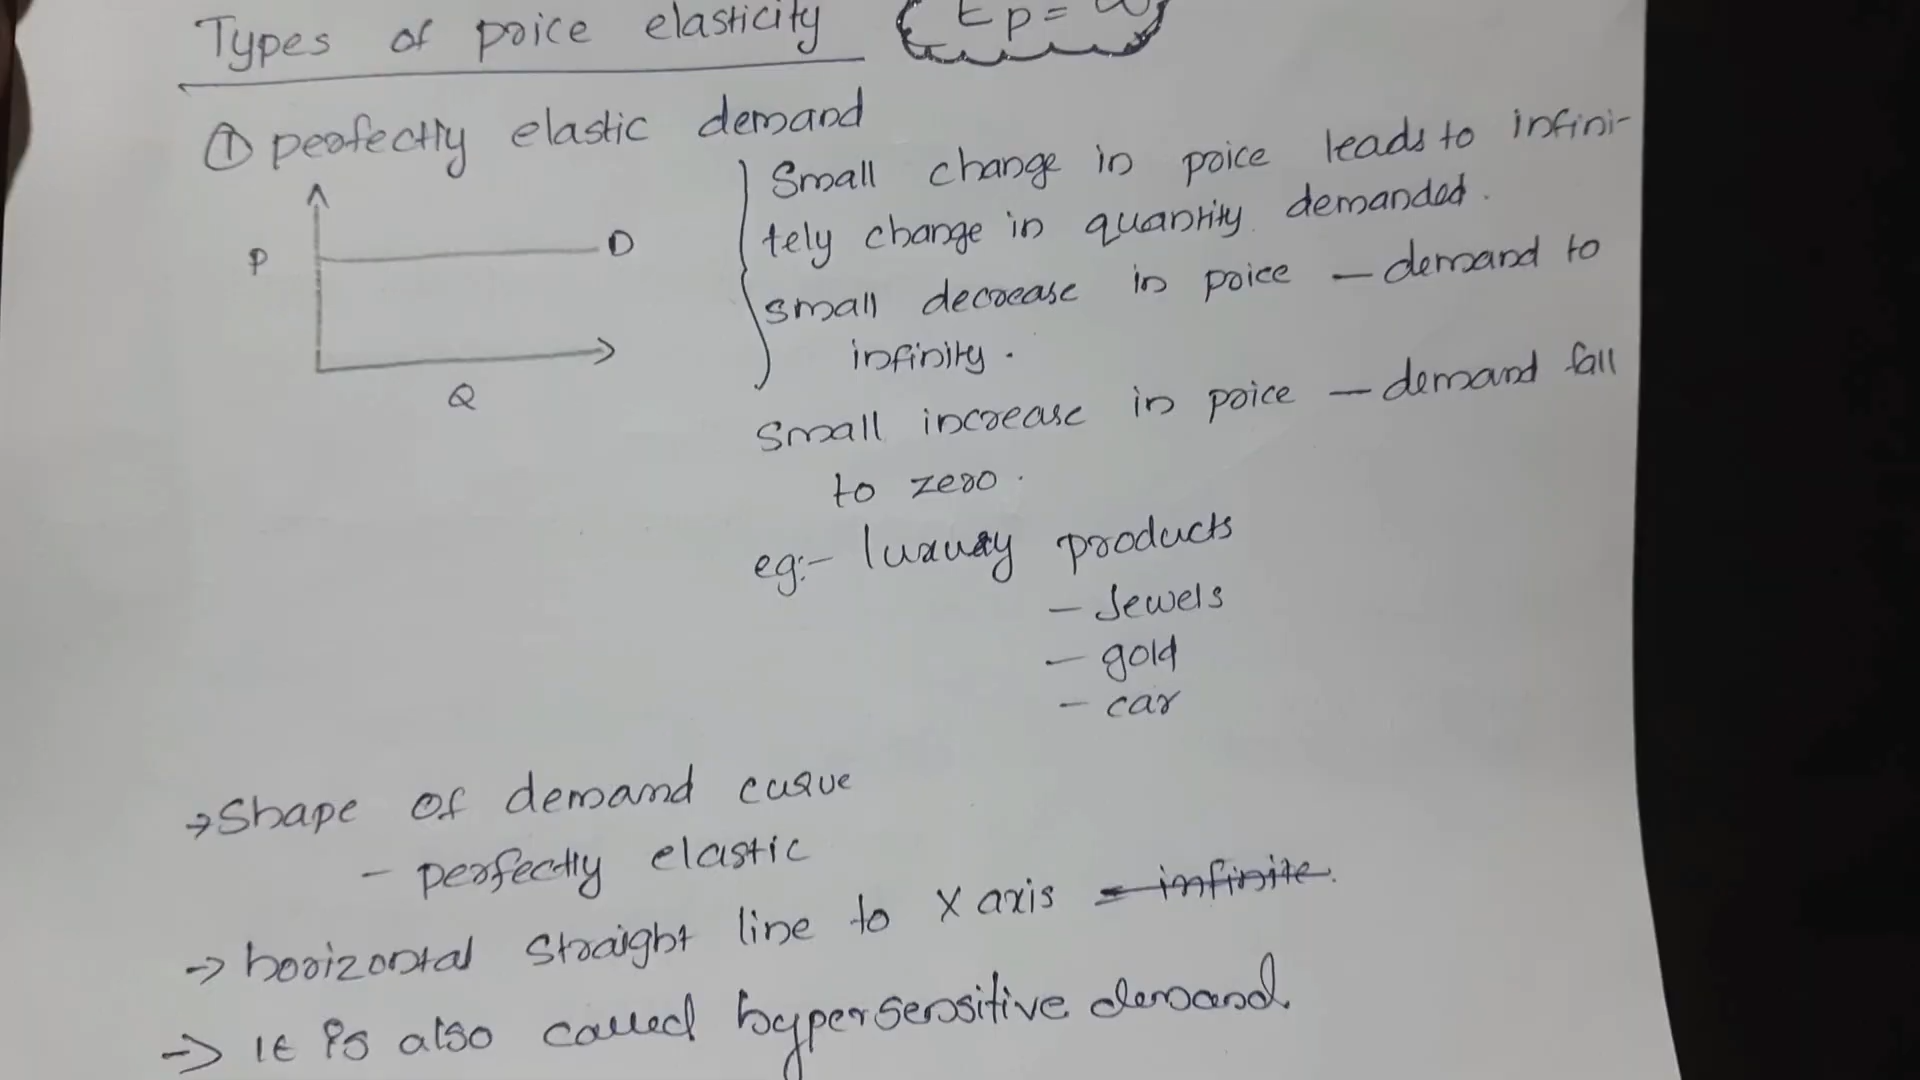 Types of price elasticity
Ep = ∞
① perfectly elastic demand
P
D
Q
Small change in price leads to infini-
tely change in quantity demanded.
small decrease in price – demand to
infinity.
Small increase in price – demand fall
to zero.
eg:- luxury products
- Jewels
- gold
- car
→ Shape of demand curve
- perfectly elastic
→ horizontal straight line to X axis = infinite.
→ It is also called hypersensitive demand.